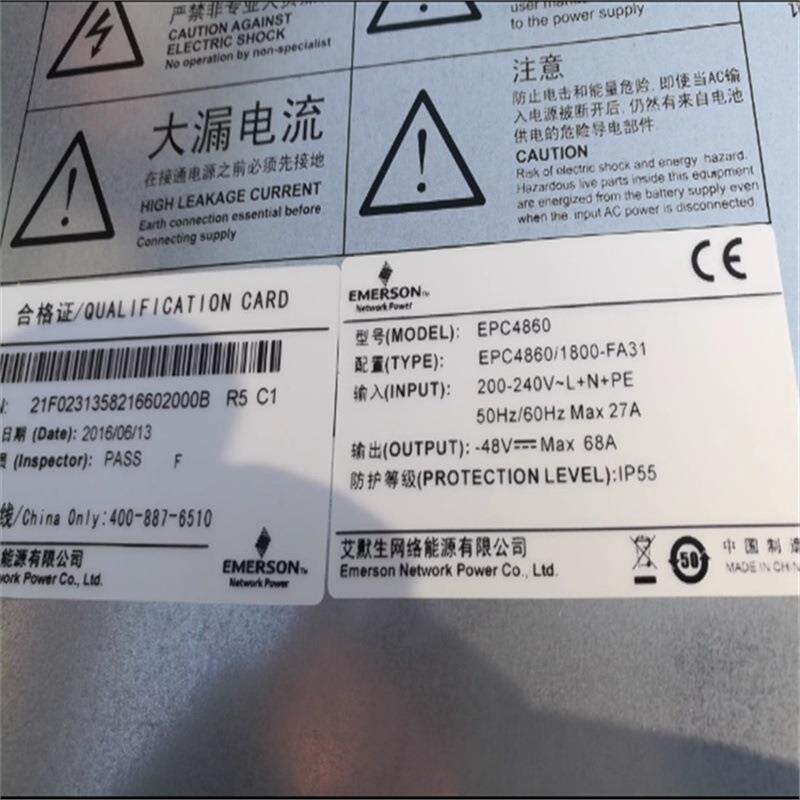 严禁非专业人员
CAUTION AGAINST
ELECTRIC SHOCK
No operation by non-specialist
user manual
to the power supply
大漏电流
在接通电源之前必须先接地
HIGH LEAKAGE CURRENT
Earth connection essential before
Connecting supply
注意
防止电击和能量危险, 即使当AC输
入电源被断开后, 仍然有来自电池
供电的危险导电部件.
CAUTION
Risk of electric shock and energy hazard.
Hazardous live parts inside this equipment
are energized from the battery supply even
when the input AC power is disconnected.
合格证/QUALIFICATION CARD
21F0231358216602000B R5 C1
日期 (Date): 2016/06/13
员 (Inspector): PASS F
线/China Only:400-887-6510
能源有限公司
work Power Co., Ltd.
EMERSON™
Network Power
EMERSON™
Network Power
CE
型号(MODEL): EPC4860
配置(TYPE): EPC4860/1800-FA31
输入(INPUT): 200-240V~L+N+PE
50Hz/60Hz Max 27A
输出(OUTPUT): -48V⎓Max 68A
防护等级(PROTECTION LEVEL):IP55
艾默生网络能源有限公司
Emerson Network Power Co., Ltd.
50
中国制造
MADE IN CHIN